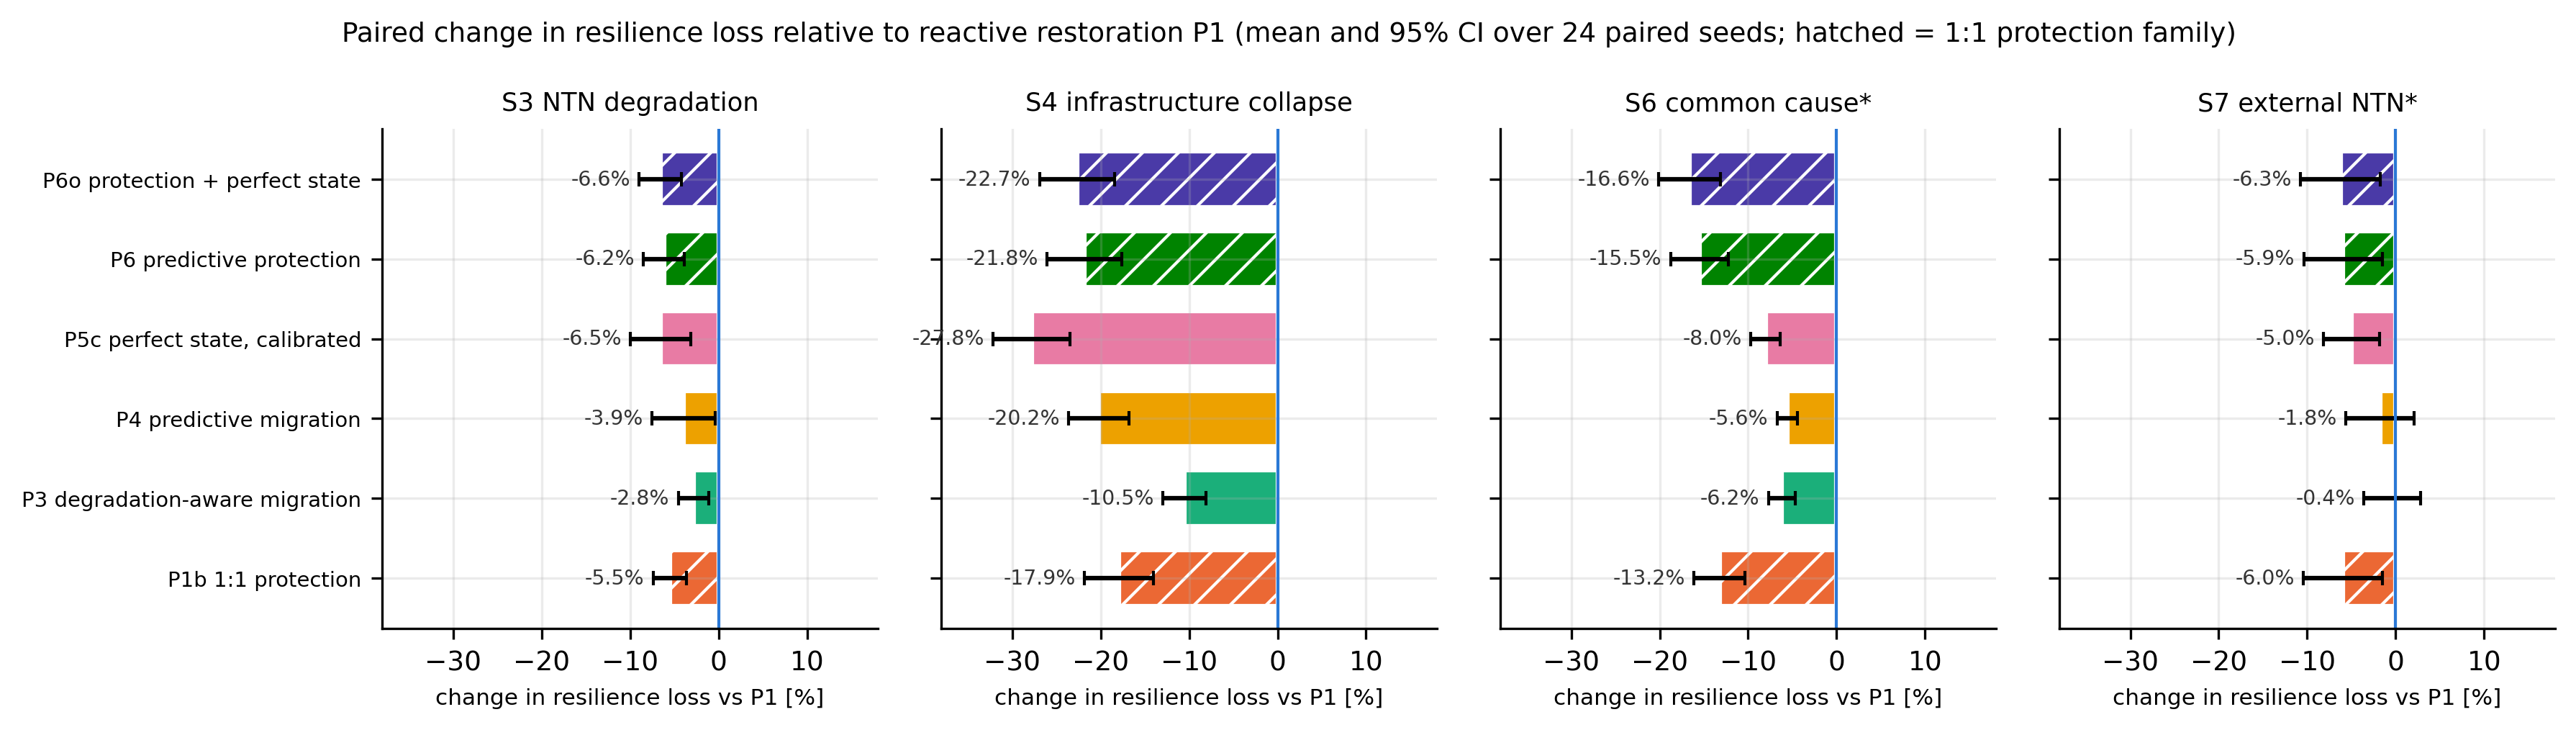 Paired change in resilience loss relative to reactive restoration P1 (mean and 95% CI over 24 paired seeds; hatched = 1:1 protection family)
S3 NTN degradation
S4 infrastructure collapse
S6 common cause*
S7 external NTN*
P6o protection + perfect state
-6.6%
-22.7%
-16.6%
-6.3%
P6 predictive protection
-6.2%
-21.8%
-15.5%
-5.9%
P5c perfect state, calibrated
-6.5%
-27.8%
-8.0%
-5.0%
P4 predictive migration
-3.9%
-20.2%
-5.6%
-1.8%
P3 degradation-aware migration
-2.8%
-10.5%
-6.2%
-0.4%
P1b 1:1 protection
-5.5%
-17.9%
-13.2%
-6.0%
−30 −20 −10 0 10
−30 −20 −10 0 10
−30 −20 −10 0 10
−30 −20 −10 0 10
change in resilience loss vs P1 [%]
change in resilience loss vs P1 [%]
change in resilience loss vs P1 [%]
change in resilience loss vs P1 [%]